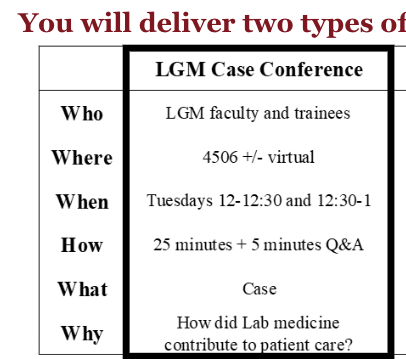 You will deliver two types of
LGM Case Conference
Who LGM faculty and trainees
Where 4506 +/- virtual
When Tuesdays 12-12:30 and 12:30-1
How 25 minutes + 5 minutes Q&A
What Case
Why How did Lab medicine
contribute to patient care?